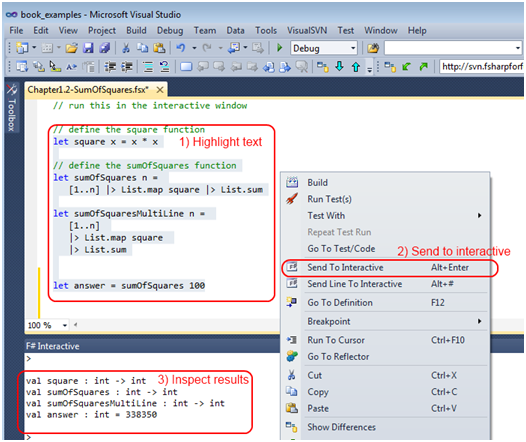 book_examples - Microsoft Visual Studio
File Edit View Project Build Debug Team Data Tools VisualSVN Test Window Help
Debug
http://svn.fsharpforf
Toolbox
Chapter1.2-SumOfSquares.fsx*
// run this in the interactive window
// define the square function
let square x = x * x
1) Highlight text
// define the sumOfSquares function
let sumOfSquares n =
[1..n] |> List.map square |> List.sum
let sumOfSquaresMultiLine n =
[1..n]
|> List.map square
|> List.sum
let answer = sumOfSquares 100
100 %
Build
Run Test(s)
Test With
Repeat Test Run
Go To Test/Code
2) Send to interactive
Send To Interactive Alt+Enter
Send Line To Interactive Alt+#
Go To Definition F12
Breakpoint
Run To Cursor Ctrl+F10
Go To Reflector
Cut Ctrl+X
Copy Ctrl+C
Paste Ctrl+V
Show Differences
F# Interactive
>
3) Inspect results
val square : int -> int
val sumOfSquares : int -> int
val sumOfSquaresMultiLine : int -> int
val answer : int = 338350